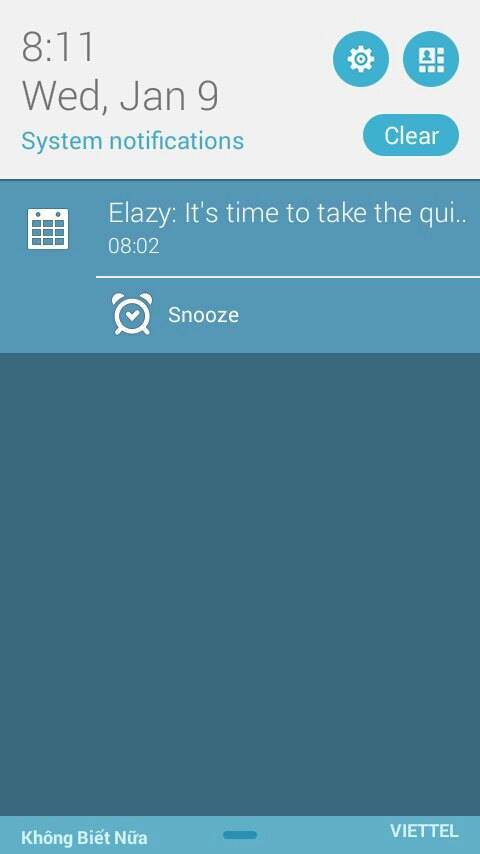 8:11
Wed, Jan 9
System notifications
Clear
Elazy: It's time to take the qui..
08:02
Snooze
Không Biết Nữa
VIETTEL